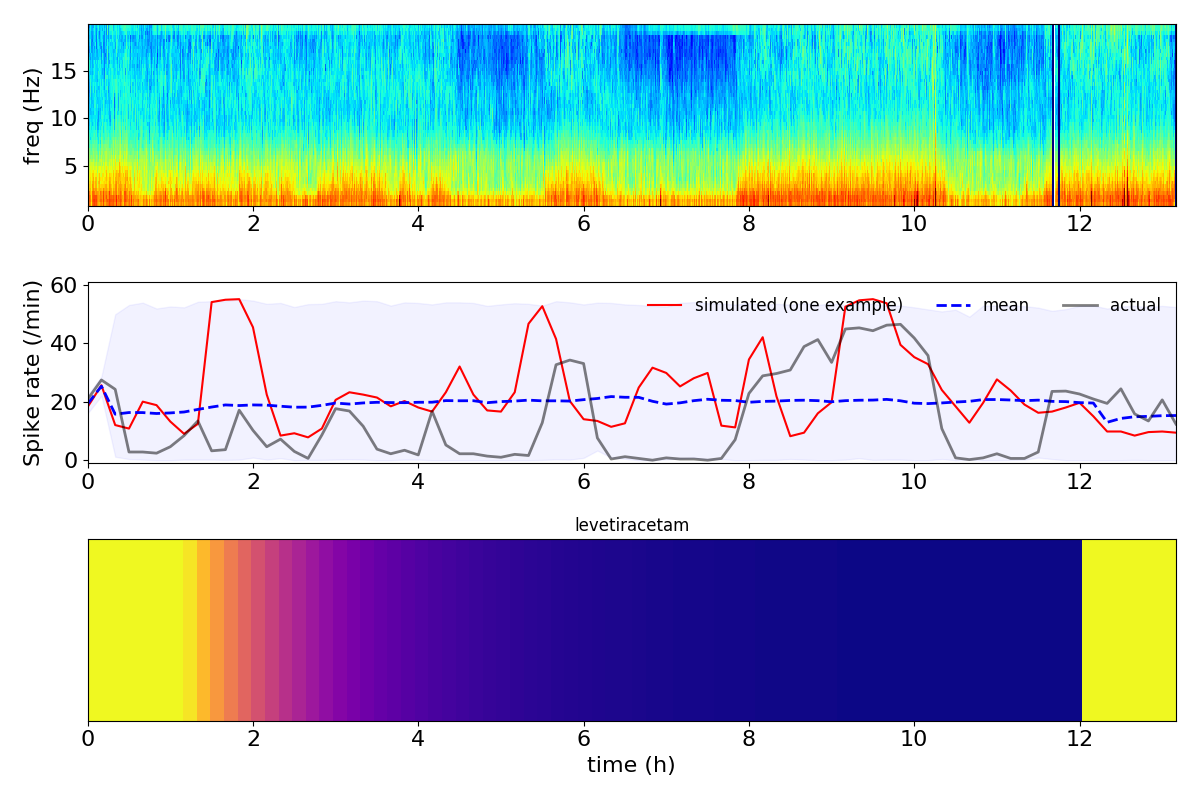 freq (Hz)
15
10
5
0 2 4 6 8 10 12
Spike rate (/min)
60
40
20
0
simulated (one example) mean actual
0 2 4 6 8 10 12
levetiracetam
0 2 4 6 8 10 12
time (h)